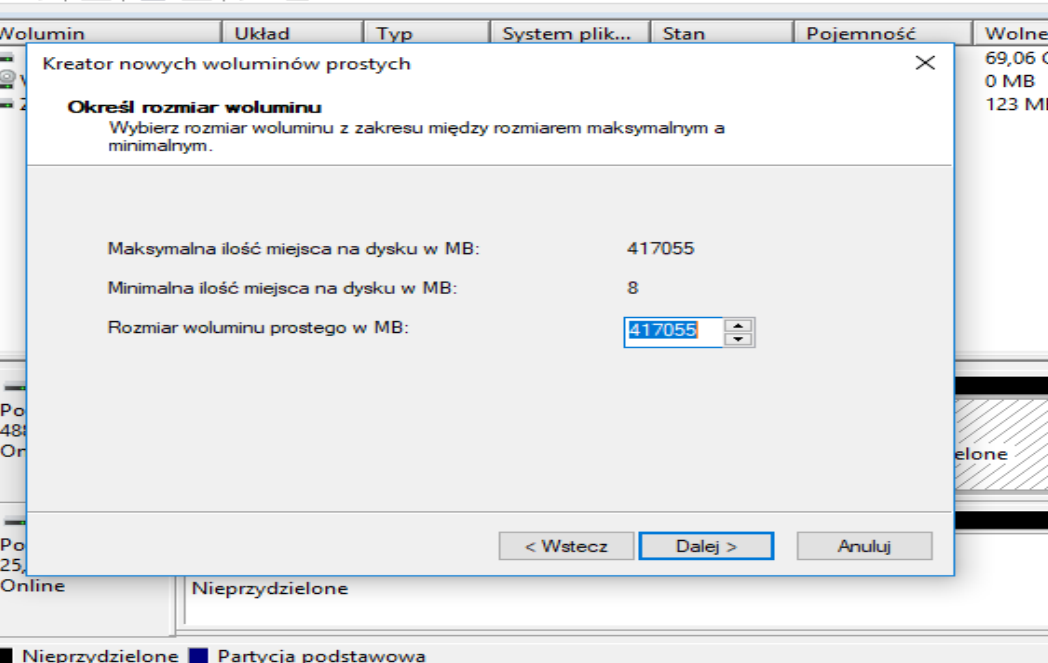 Wolumin Układ Typ System plik... Stan Pojemność Wolne
69,06
0 MB
123
Kreator nowych woluminów prostych
Określ rozmiar woluminu
Wybierz rozmiar woluminu z zakresu między rozmiarem maksymalnym a
minimalnym.
Maksymalna ilość miejsca na dysku w MB: 417055
Minimalna ilość miejsca na dysku w MB: 8
Rozmiar woluminu prostego w MB: 417055
< Wstecz Dalej > Anuluj
Po
488
Or
elone
Po
25,
Online
Nieprzydzielone
Nieprzydzielone Partycja podstawowa